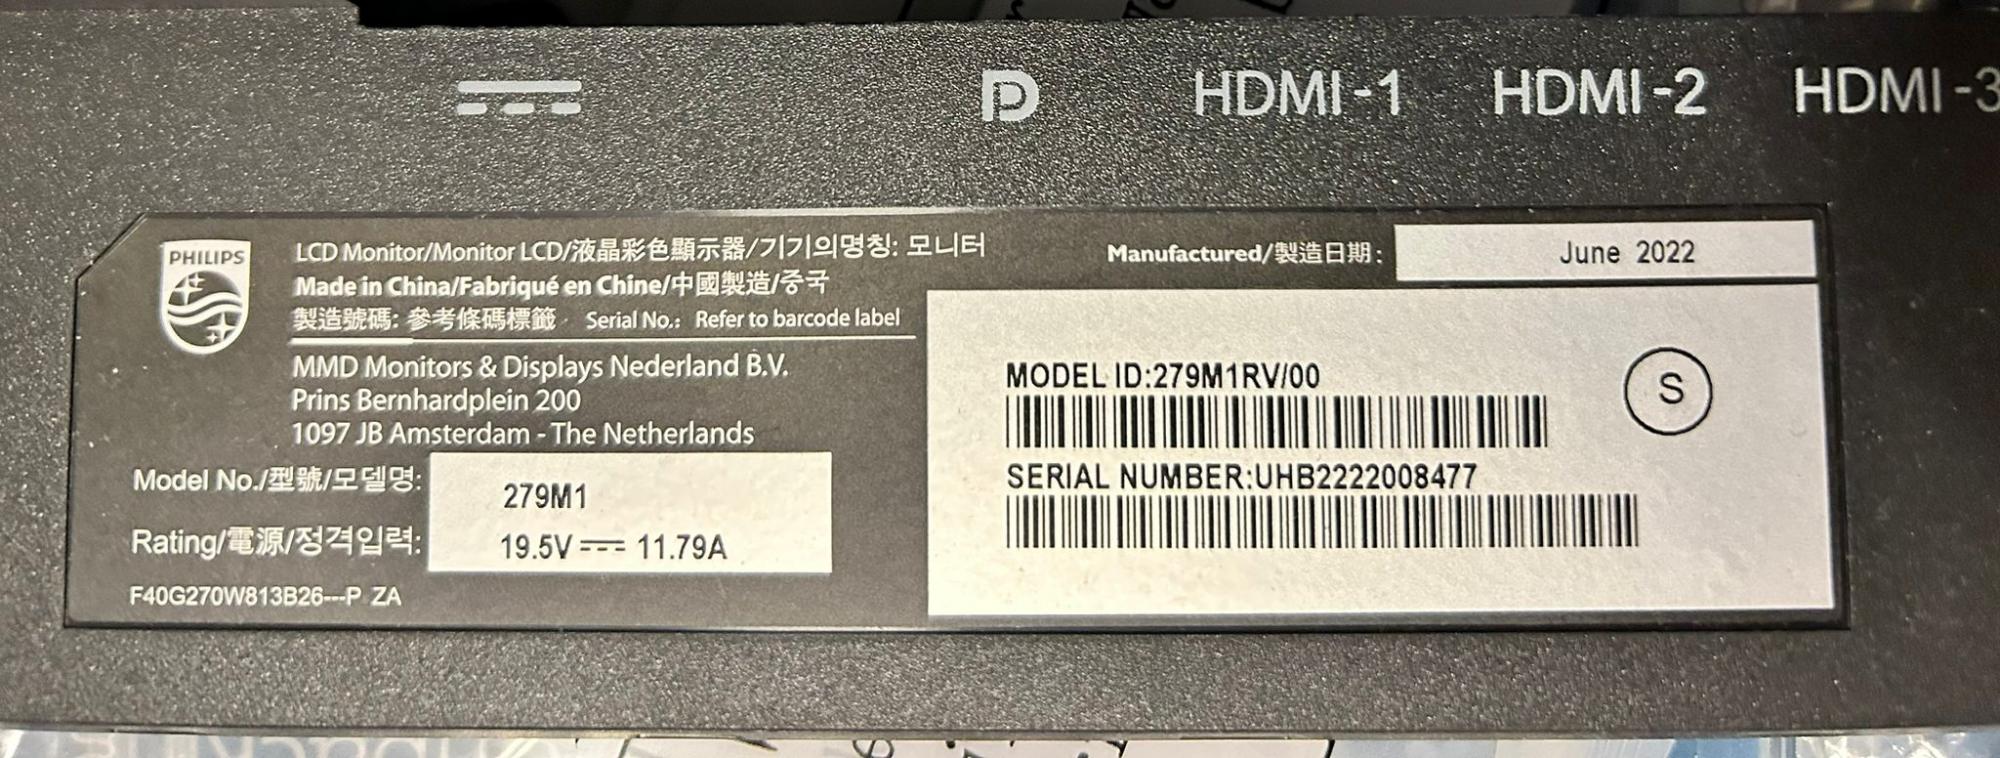 HDMI-1 HDMI-2 HDMI-3
PHILIPS
LCD Monitor/Monitor LCD/液晶彩色顯示器/기기의명칭: 모니터
Made in China/Fabriqué en Chine/中國製造/중국
製造號碼: 參考條碼標籤 Serial No.: Refer to barcode label
MMD Monitors & Displays Nederland B.V.
Prins Bernhardplein 200
1097 JB Amsterdam - The Netherlands
Model No./型號/모델명: 279M1
Rating/電源/정격입력: 19.5V ⎓ 11.79A
F40G270W813B26---P ZA
Manufactured/製造日期: June 2022
MODEL ID:279M1RV/00
S
SERIAL NUMBER:UHB2222008477